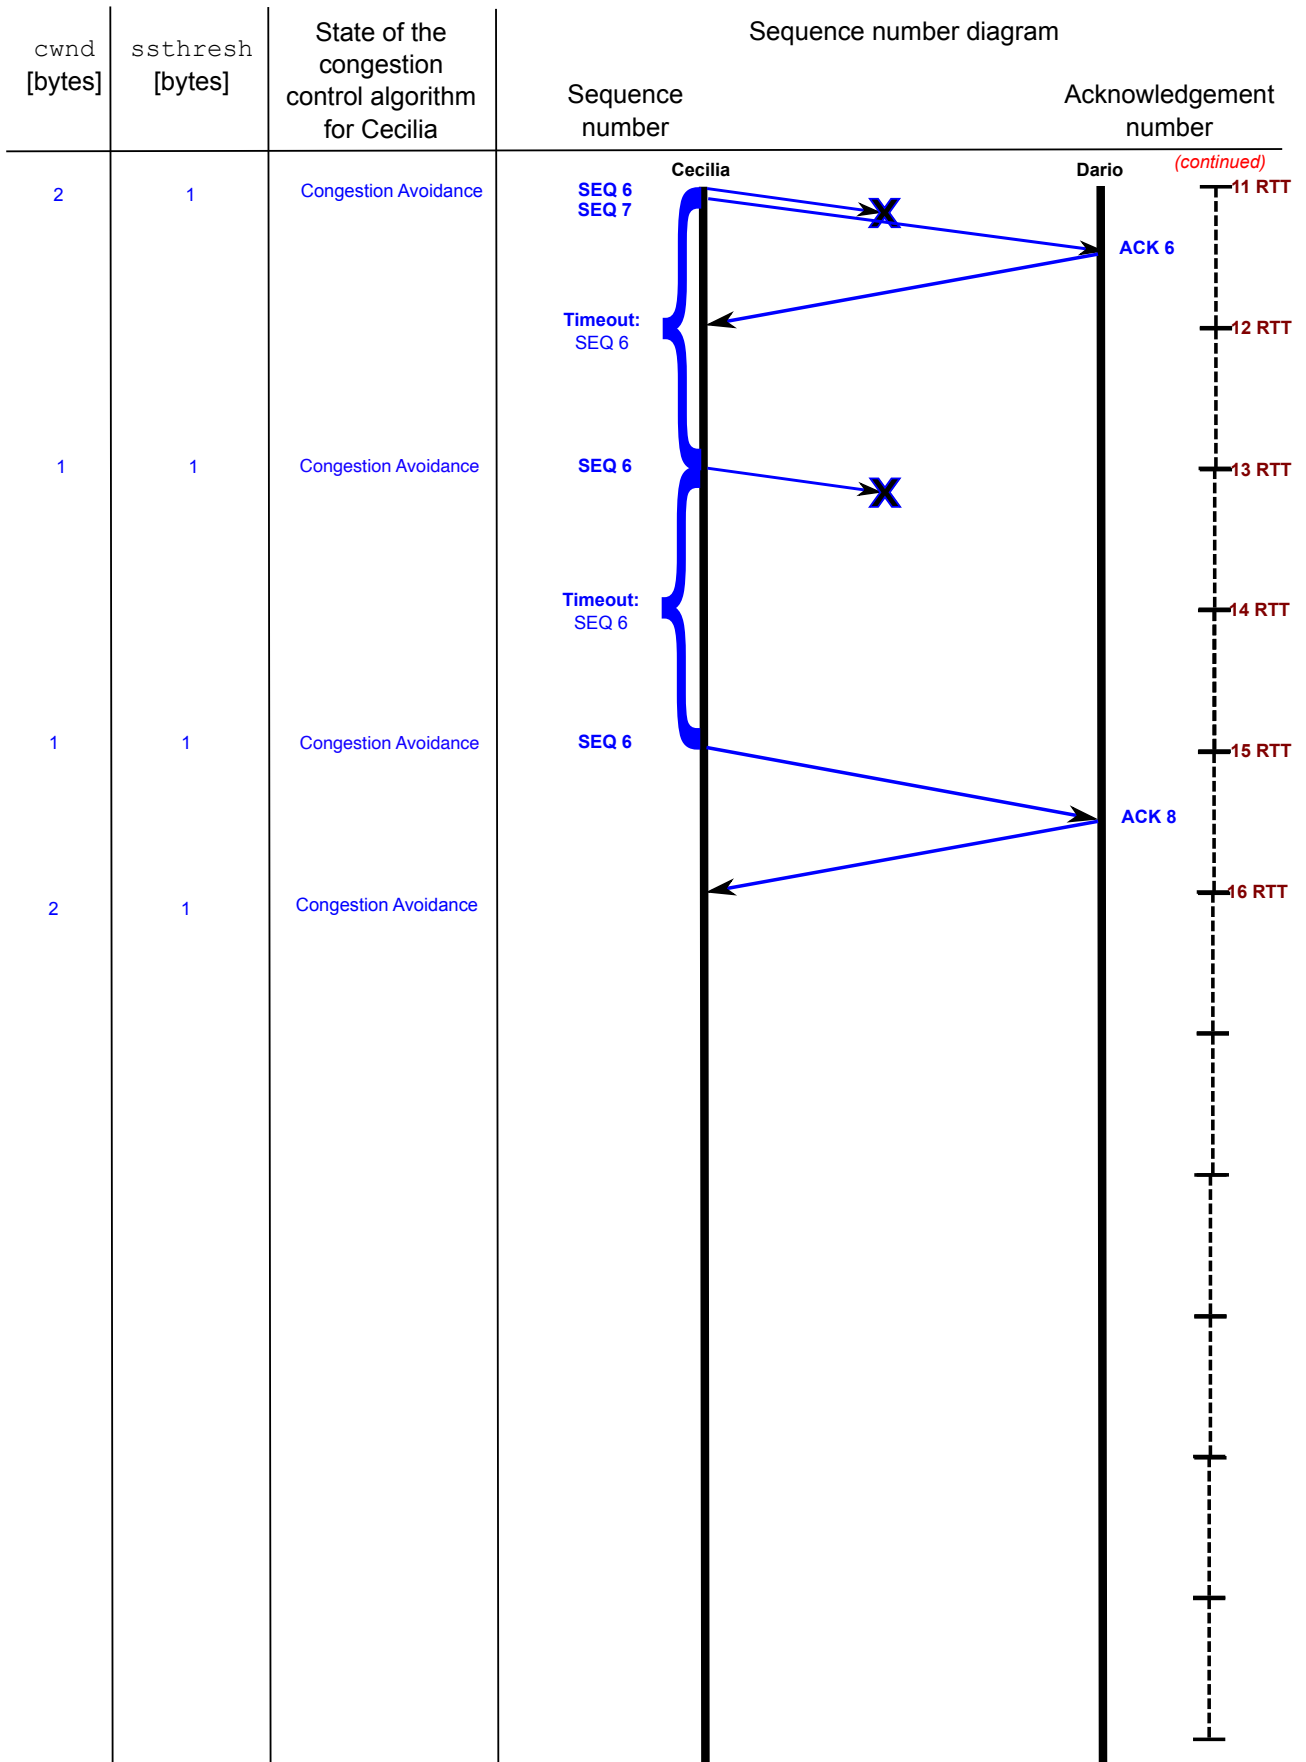 cwnd
[bytes]
ssthresh
[bytes]
State of the
congestion
control algorithm
for Cecilia
Sequence number diagram
Sequence
number
Acknowledgement
number
(continued)
Cecilia
Dario
2
1
Congestion Avoidance
SEQ 6
SEQ 7
11 RTT
ACK 6
Timeout:
SEQ 6
12 RTT
1
1
Congestion Avoidance
SEQ 6
13 RTT
Timeout:
SEQ 6
14 RTT
1
1
Congestion Avoidance
SEQ 6
15 RTT
ACK 8
16 RTT
2
1
Congestion Avoidance